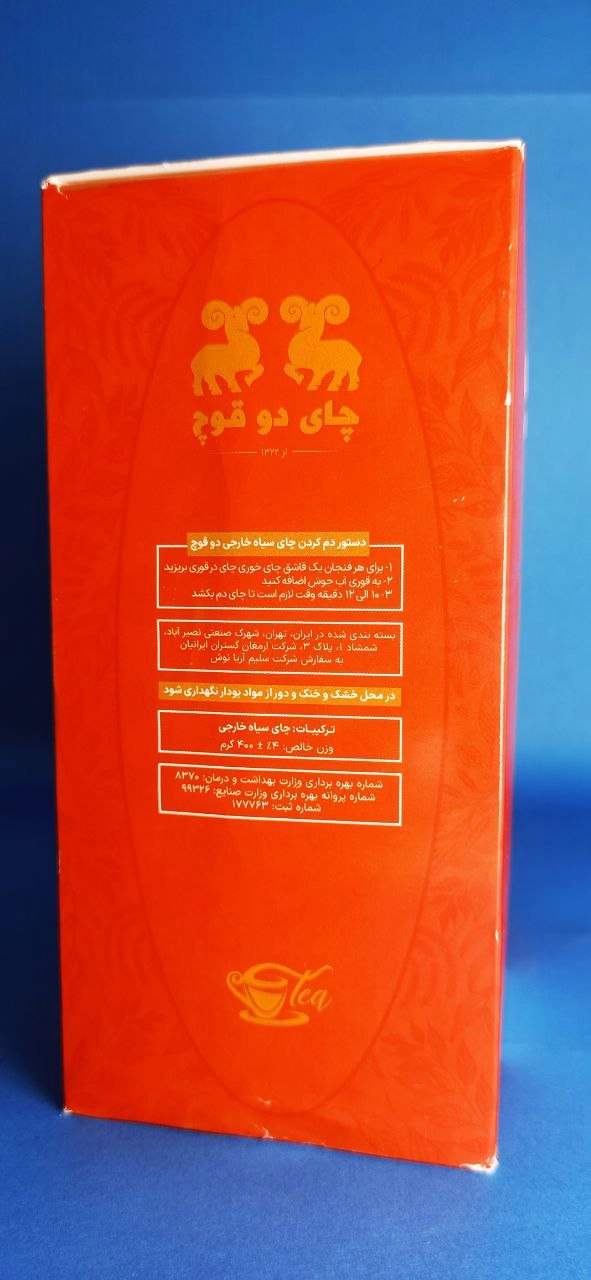 چای دو قوچ
از ۱۳۲۲
دستور دم کردن چای سیاه خارجی دو قوچ
۱- برای هر فنجان یک قاشق چای خوری چای در قوری بریزید
۲- به قوری آب جوش اضافه کنید
۳- ۱۰ الی ۱۲ دقیقه وقت لازم است تا چای دم بکشد
بسته بندی شده در ایران، تهران، شهرک صنعتی نصیر آباد،
شمشاد ۱، پلاک ۳، شرکت ارمغان گستران ایرانیان
به سفارش شرکت سلیم آریا نوش
در محل خشک و خنک و دور از مواد بودار نگهداری شود
ترکیبات: چای سیاه خارجی
وزن خالص: ۴٪ ± ۴۰۰ گرم
شماره بهره برداری وزارت بهداشت و درمان: ۸۳۷۰
شماره پروانه بهره برداری وزارت صنایع: ۹۹۳۲۶
شماره ثبت: ۱۷۷۷۶۳
Tea